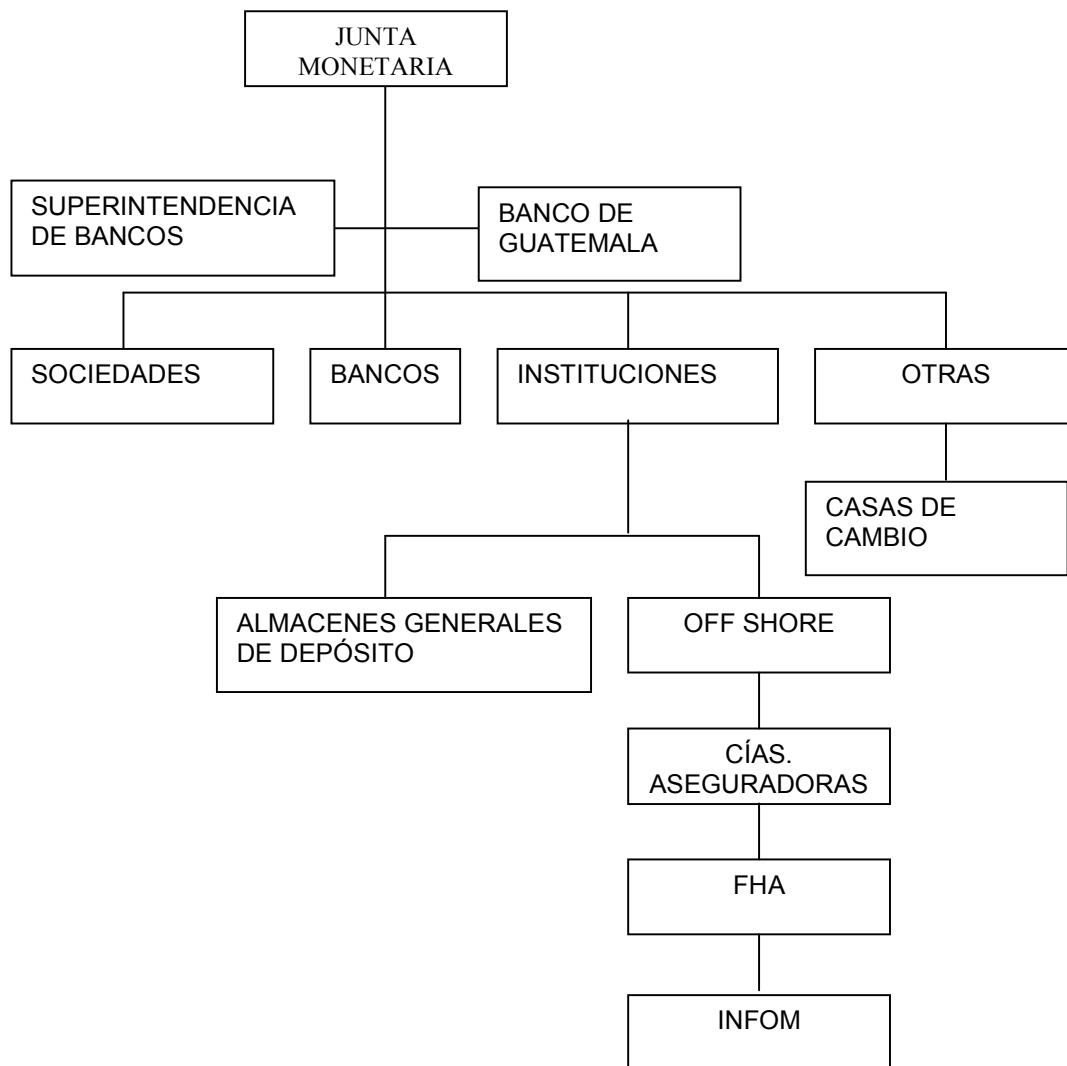 JUNTA
MONETARIA
SUPERINTENDENCIA
DE BANCOS
BANCO DE
GUATEMALA
SOCIEDADES
BANCOS
INSTITUCIONES
OTRAS
CASAS DE
CAMBIO
ALMACENES GENERALES
DE DEPÓSITO
OFF SHORE
CÍAS.
ASEGURADORAS
FHA
INFOM